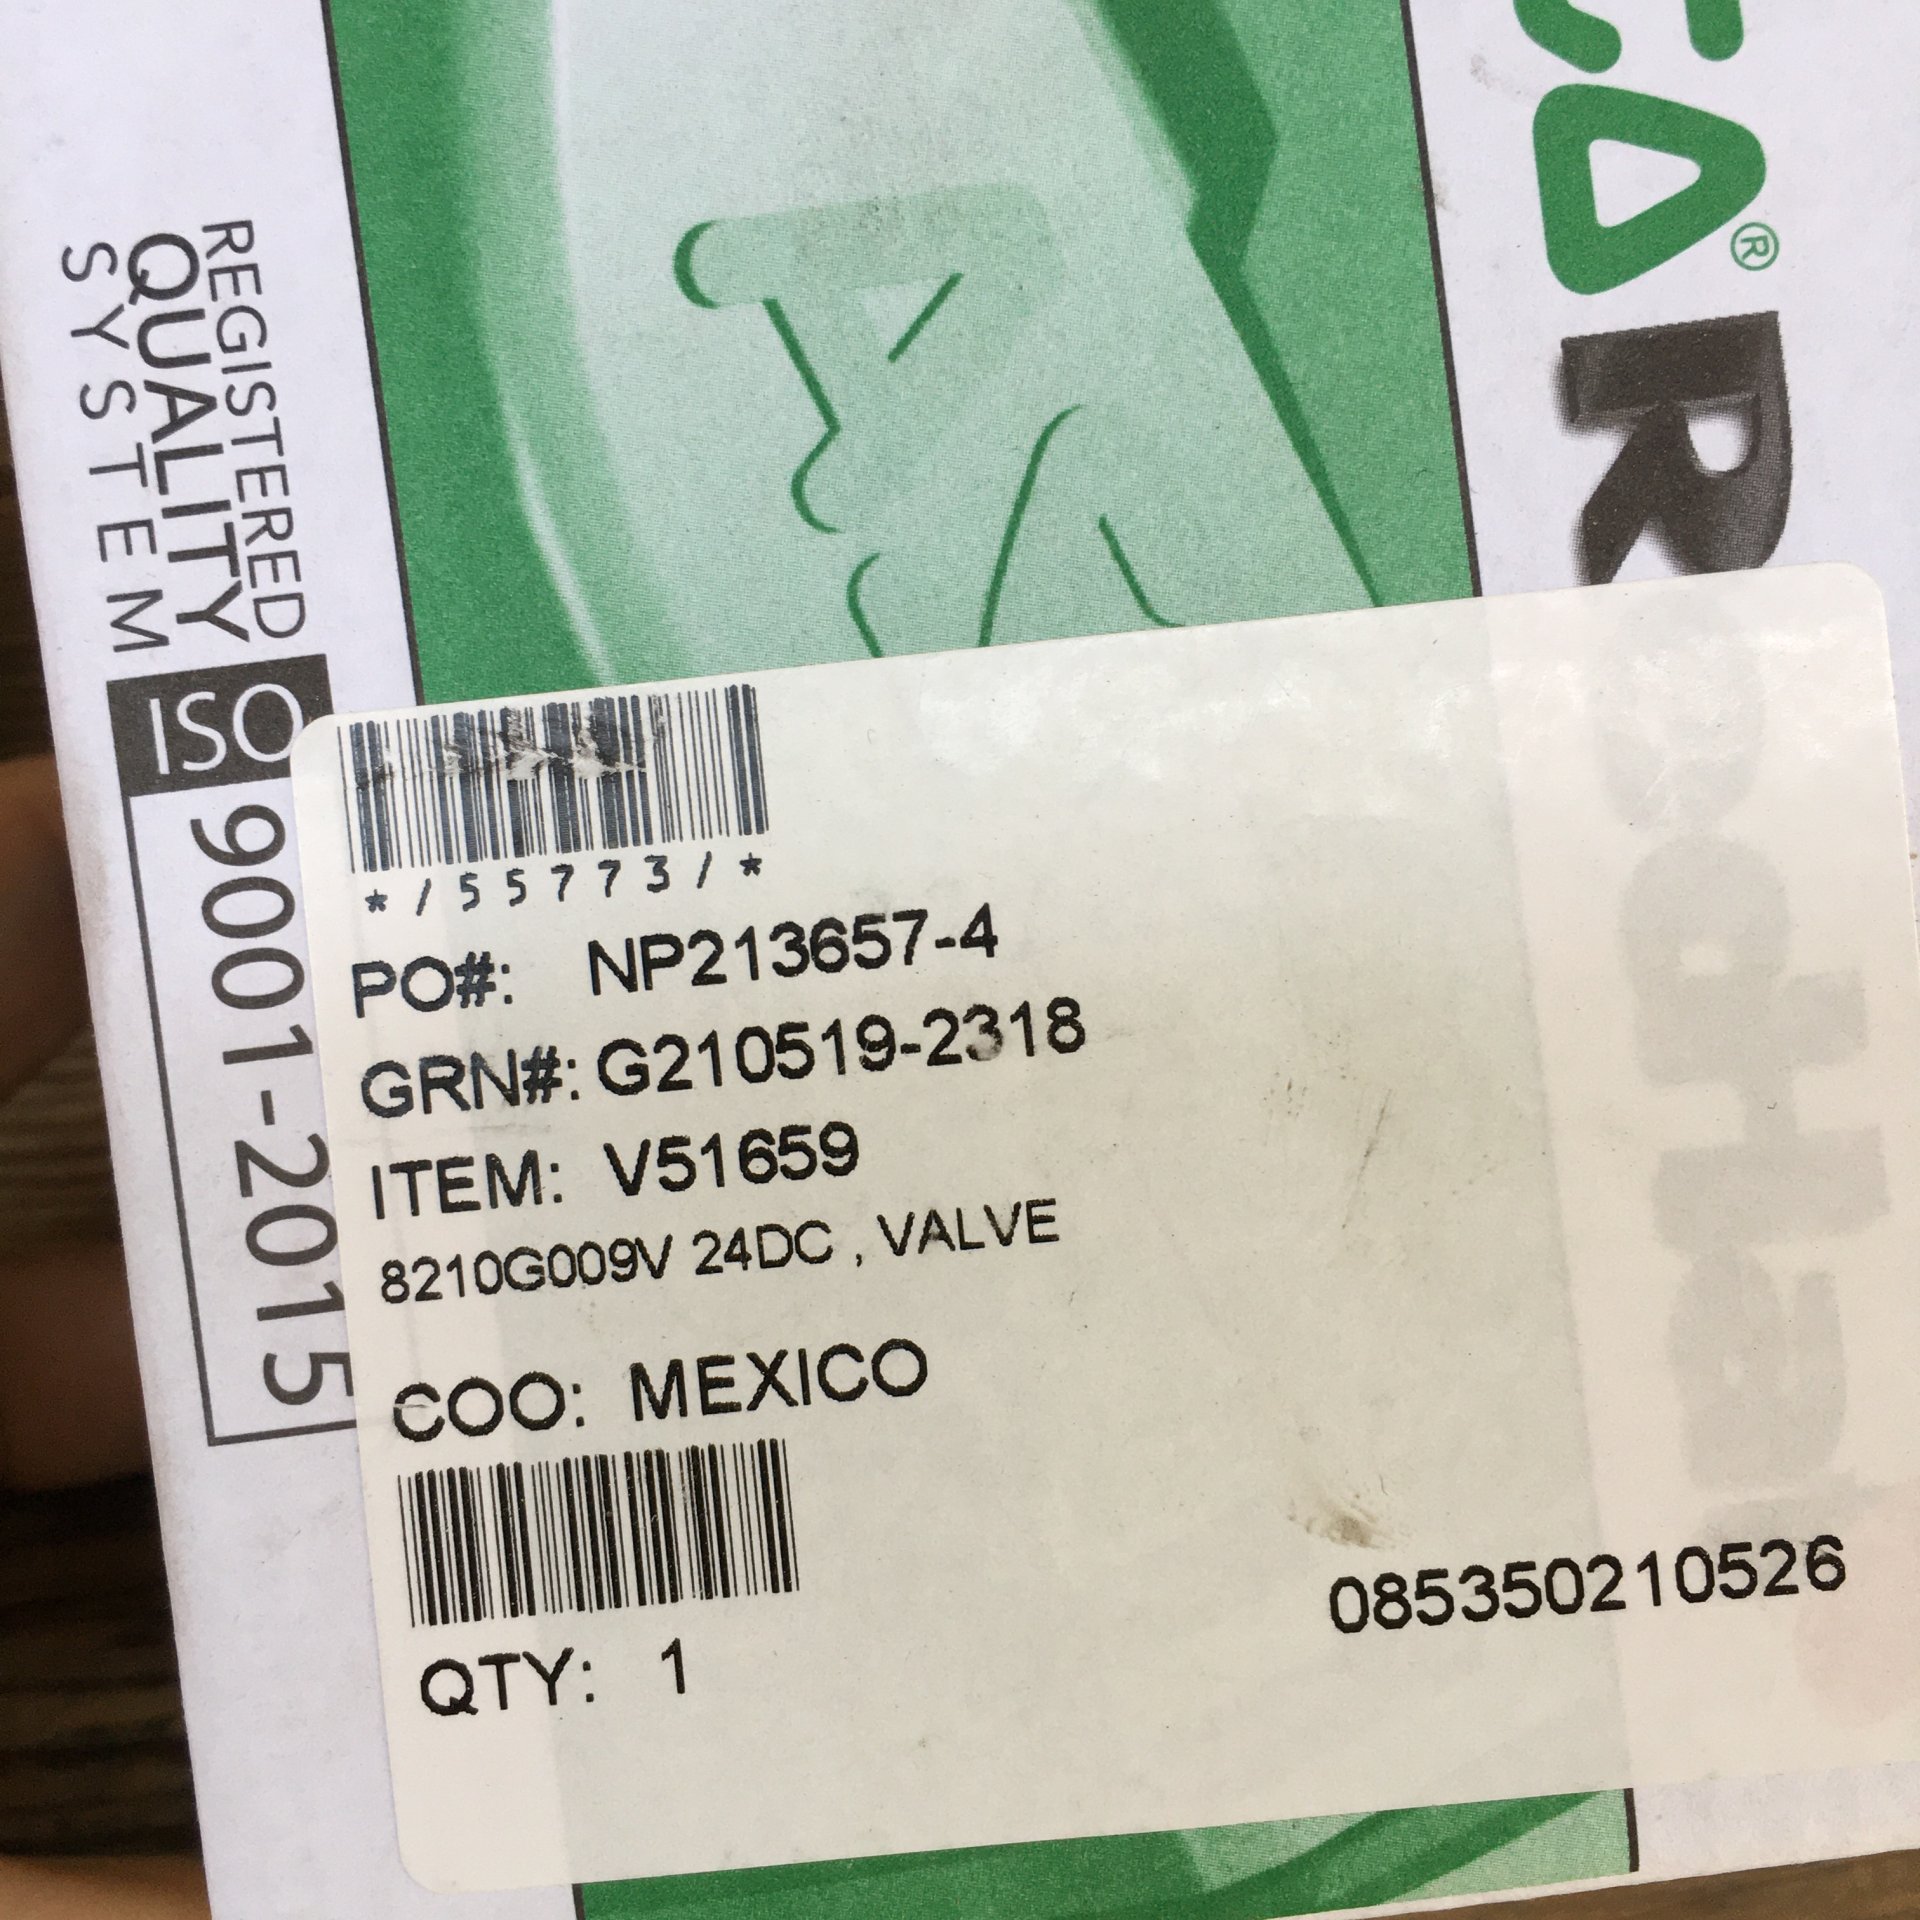 REGISTERED
QUALITY
SYSTEM
ISO
9001-2015
CA®
R
*/55773/*
PO#: NP213657-4
GRN#: G210519-2318
ITEM: V51659
8210G009V 24DC , VALVE
COO: MEXICO
QTY: 1
085350210526